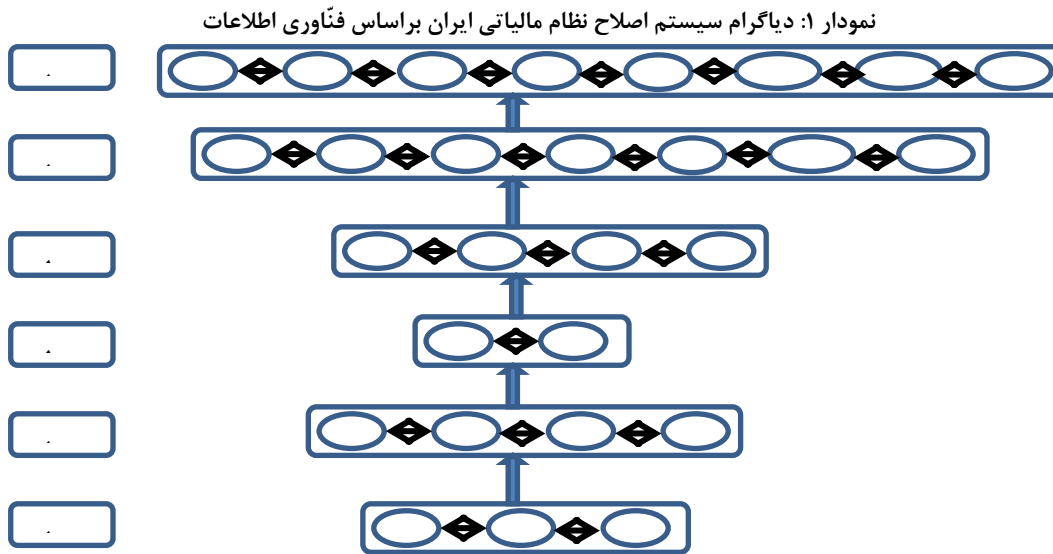 نمودار ۱: دیاگرام سیستم اصلاح نظام مالیاتی ایران براساس فنّاوری اطلاعات